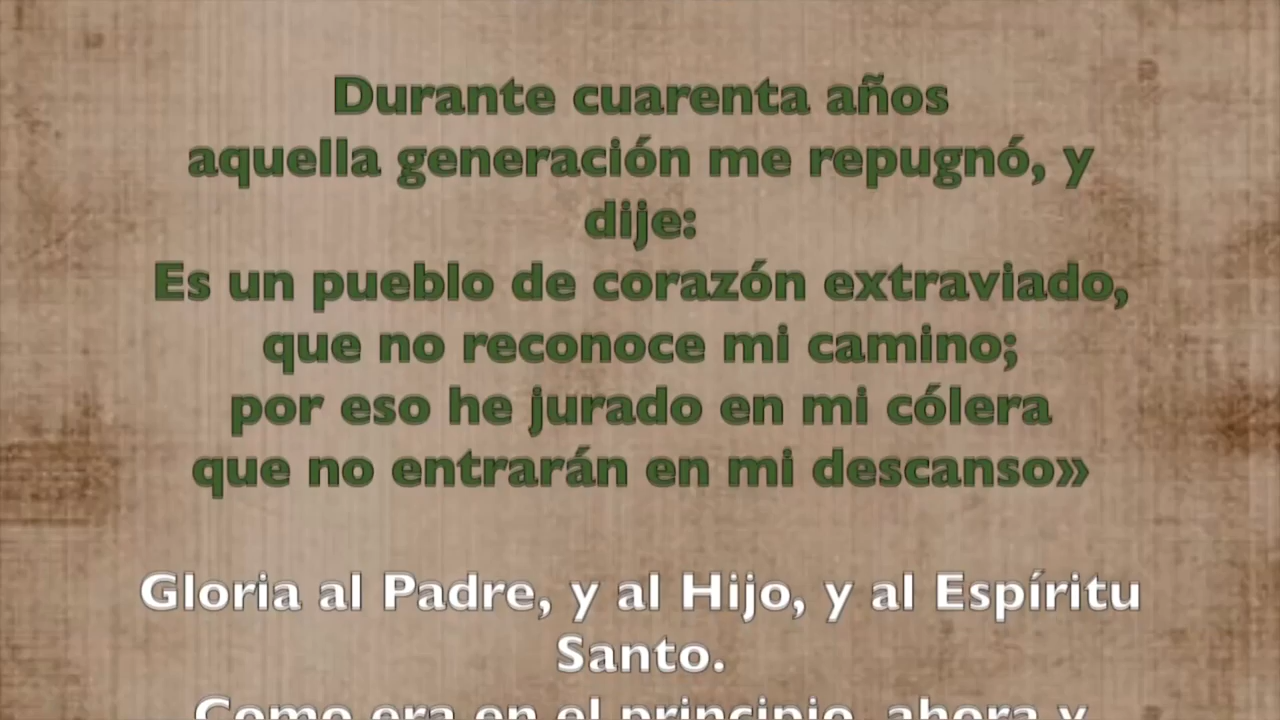 Durante cuarenta años
aquella generación me repugnó, y
dije:
Es un pueblo de corazón extraviado,
que no reconoce mi camino;
por eso he jurado en mi cólera
que no entrarán en mi descanso»
Gloria al Padre, y al Hijo, y al Espíritu
Santo.
Como era en el principio, ahora y